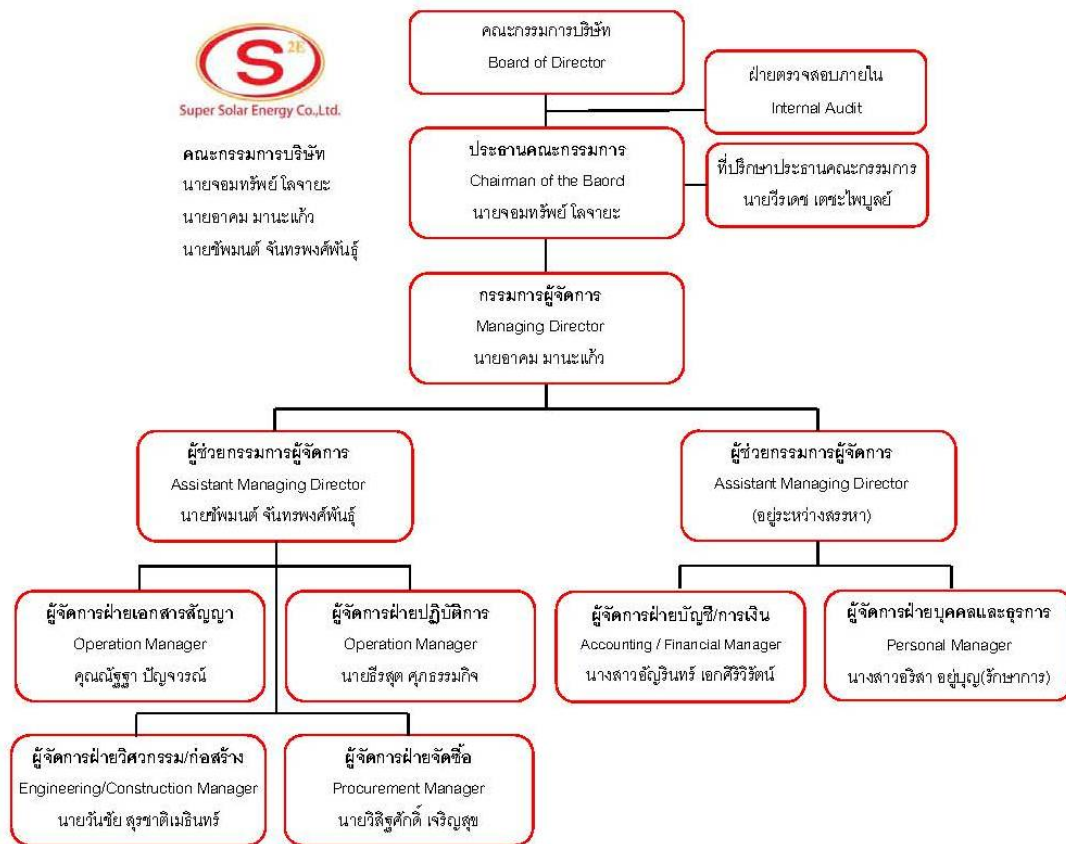 S
2E
Super Solar Energy Co.,Ltd.
คณะกรรมการบริษัท
นายจอมทรัพย์ โลจายะ
นายอาคม มานะแก้ว
นายชัพมนต์ จันทรพงศ์พันธุ์
คณะกรรมการบริษัท
Board of Director
ฝ่ายตรวจสอบภายใน
Internal Audit
ประธานคณะกรรมการ
Chairman of the Baord
นายจอมทรัพย์ โลจายะ
ที่ปรึกษาประธานคณะกรรมการ
นายวีรเดช เตชะไพบูลย์
กรรมการผู้จัดการ
Managing Director
นายอาคม มานะแก้ว
ผู้ช่วยกรรมการผู้จัดการ
Assistant Managing Director
นายชัพมนต์ จันทรพงศ์พันธุ์
ผู้ช่วยกรรมการผู้จัดการ
Assistant Managing Director
(อยู่ระหว่างสรรหา)
ผู้จัดการฝ่ายเอกสารสัญญา
Operation Manager
คุณณัฐฐา ปัญจวรณ์
ผู้จัดการฝ่ายปฎิบัติการ
Operation Manager
นายธีรสุต ศุภธรรมกิจ
ผู้จัดการฝ่ายบัญชี/การเงิน
Accounting / Financial Manager
นางสาวอัญรินทร์ เอกศิริวิรัตน์
ผู้จัดการฝ่ายบุคคลและธุรการ
Personal Manager
นางสาวอริสา อยู่บุญ(รักษาการ)
ผู้จัดการฝ่ายวิศวกรรม/ก่อสร้าง
Engineering/Construction Manager
นายวันชัย สุรชาติเมธินทร์
ผู้จัดการฝ่ายจัดซื้อ
Procurement Manager
นายวิสิฐศักดิ์ เจริญสุข